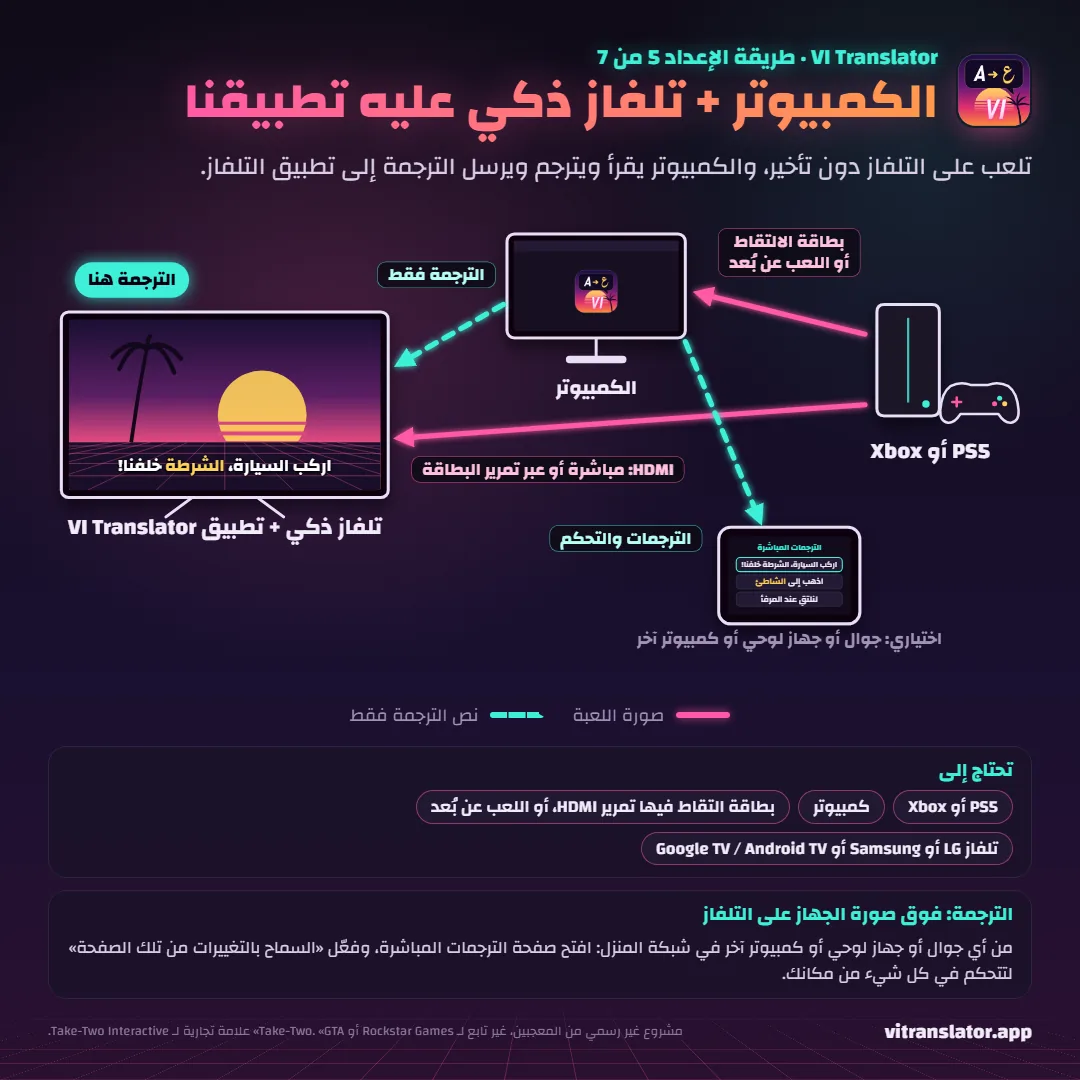 VI Translator · طريقة الإعداد 5 من 7
الكمبيوتر + تلفاز ذكي عليه تطبيقنا
تلعب على التلفاز دون تأخير، والكمبيوتر يقرأ ويترجم ويرسل الترجمة إلى تطبيق التلفاز.
A→ع
VI
بطاقة الالتقاط
أو اللعب عن بُعد
الترجمة فقط
الترجمة هنا
A→ع
VI
الكمبيوتر
PS5 أو Xbox
اركب السيارة، الشرطة خلفنا!
HDMI: مباشرة أو عبر تمرير البطاقة
تلفاز ذكي + تطبيق VI Translator
الترجمات والتحكم
الترجمات المباشرة
اركب السيارة، الشرطة خلفنا!
اذهب إلى الشاطئ
لنلتقِ عند المرفأ
اختياري: جوال أو جهاز لوحي أو كمبيوتر آخر
صورة اللعبة
نص الترجمة فقط
تحتاج إلى
PS5 أو Xbox
كمبيوتر
بطاقة التقاط فيها تمرير HDMI، أو اللعب عن بُعد
تلفاز LG أو Samsung أو Google TV / Android TV
الترجمة: فوق صورة الجهاز على التلفاز
من أي جوال أو جهاز لوحي أو كمبيوتر آخر في شبكة المنزل: افتح صفحة الترجمات المباشرة، وفعّل «السماح بالتغييرات من تلك الصفحة»
لتتحكم في كل شيء من مكانك.
vitranslator.app
مشروع غير رسمي من المعجبين، غير تابع لـ Rockstar Games أو Take-Two. «GTA» علامة تجارية لـ Take-Two Interactive.